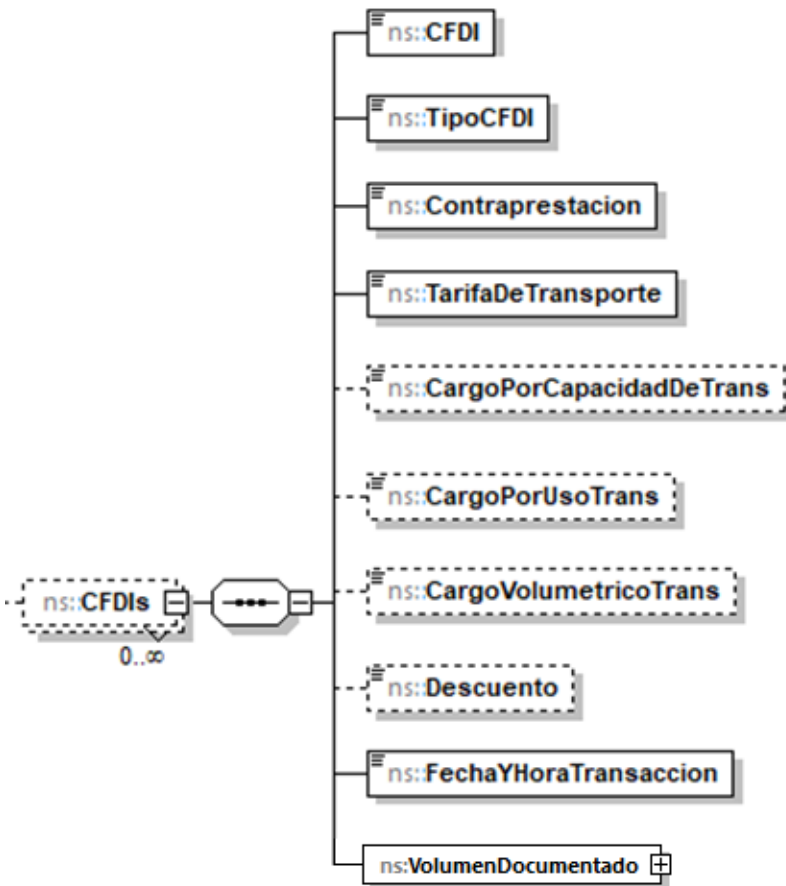 ns::CFDI
ns::TipoCFDI
ns::Contraprestacion
ns::TarifaDeTransporte
ns::CargoPorCapacidadDeTrans
ns::CargoPorUsoTrans
ns::CFDIs
0..∞
ns::CargoVolumetricoTrans
ns::Descuento
ns::FechaYHoraTransaccion
ns:VolumenDocumentado